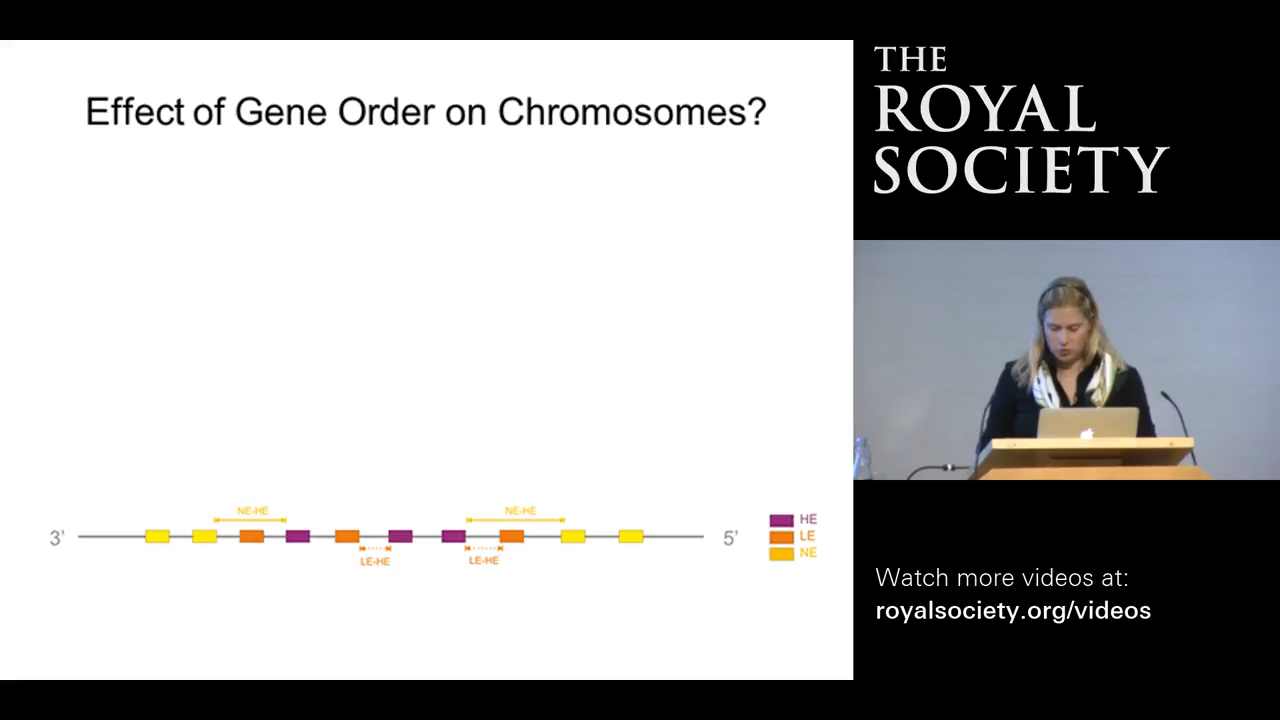 Effect of Gene Order on Chromosomes?
NE-HE
NE-HE
3’
5’
LE-HE
LE-HE
HE
LE
NE
THE
ROYAL
SOCIETY
Watch more videos at:
royalsociety.org/videos